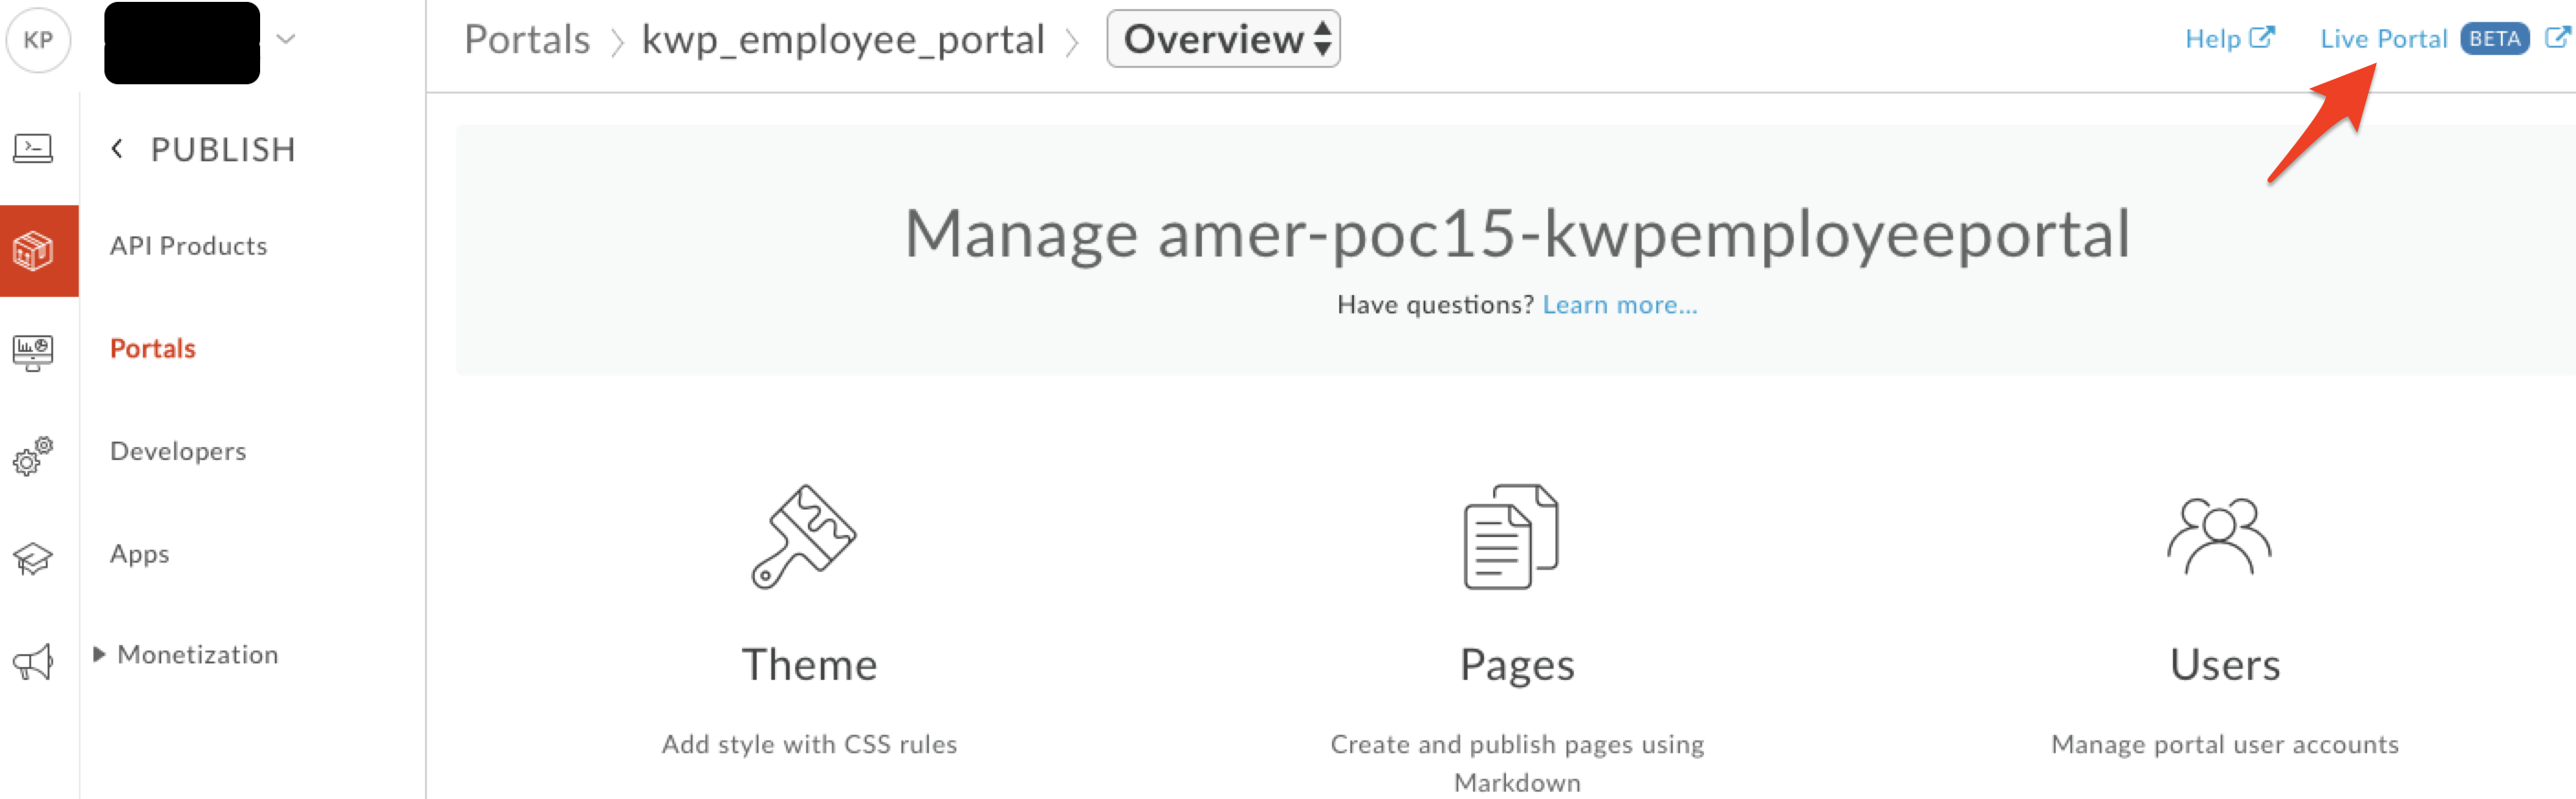 KP
Portals
kwp_employee_portal
Overview
Help
Live Portal BETA
PUBLISH
API Products
Portals
Developers
Apps
Monetization
Manage amer-poc15-kwpemployeeportal
Have questions? Learn more...
Theme
Add style with CSS rules
Pages
Create and publish pages using
Markdown
Users
Manage portal user accounts